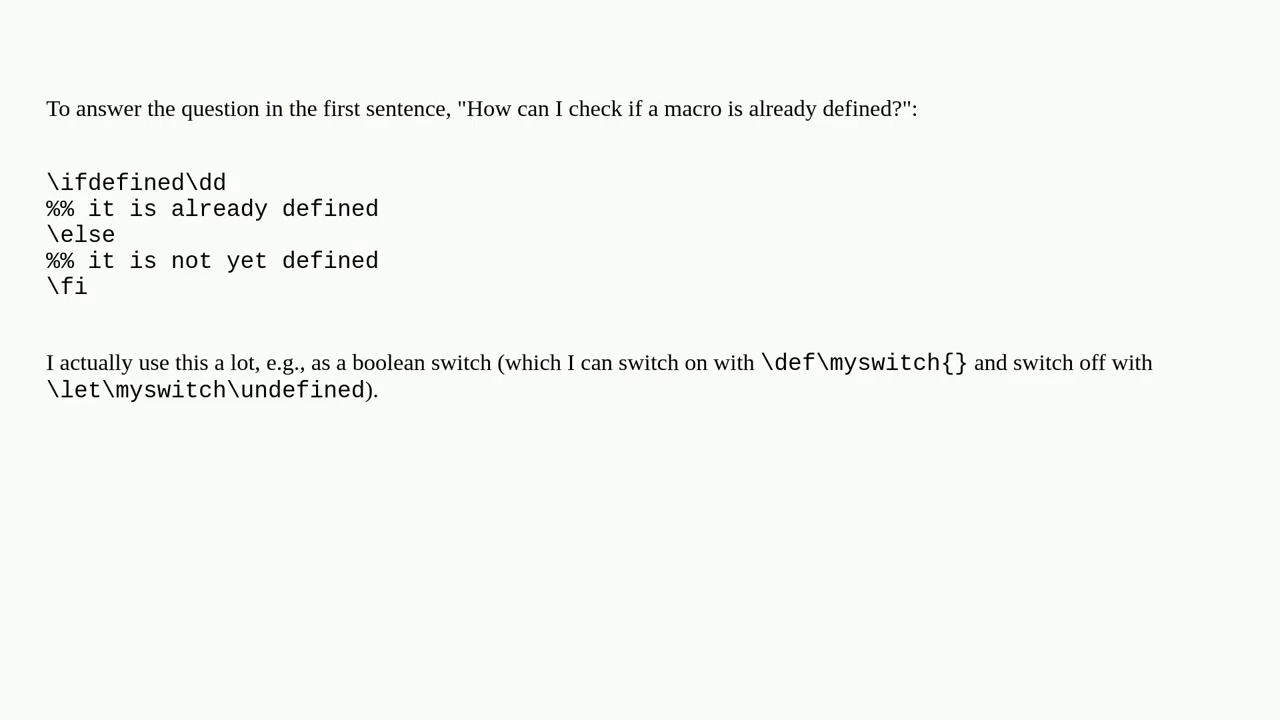 To answer the question in the first sentence, "How can I check if a macro is already defined?":
\ifdefined\dd
%% it is already defined
\else
%% it is not yet defined
\fi
I actually use this a lot, e.g., as a boolean switch (which I can switch on with \def\myswitch{} and switch off with
\let\myswitch\undefined).